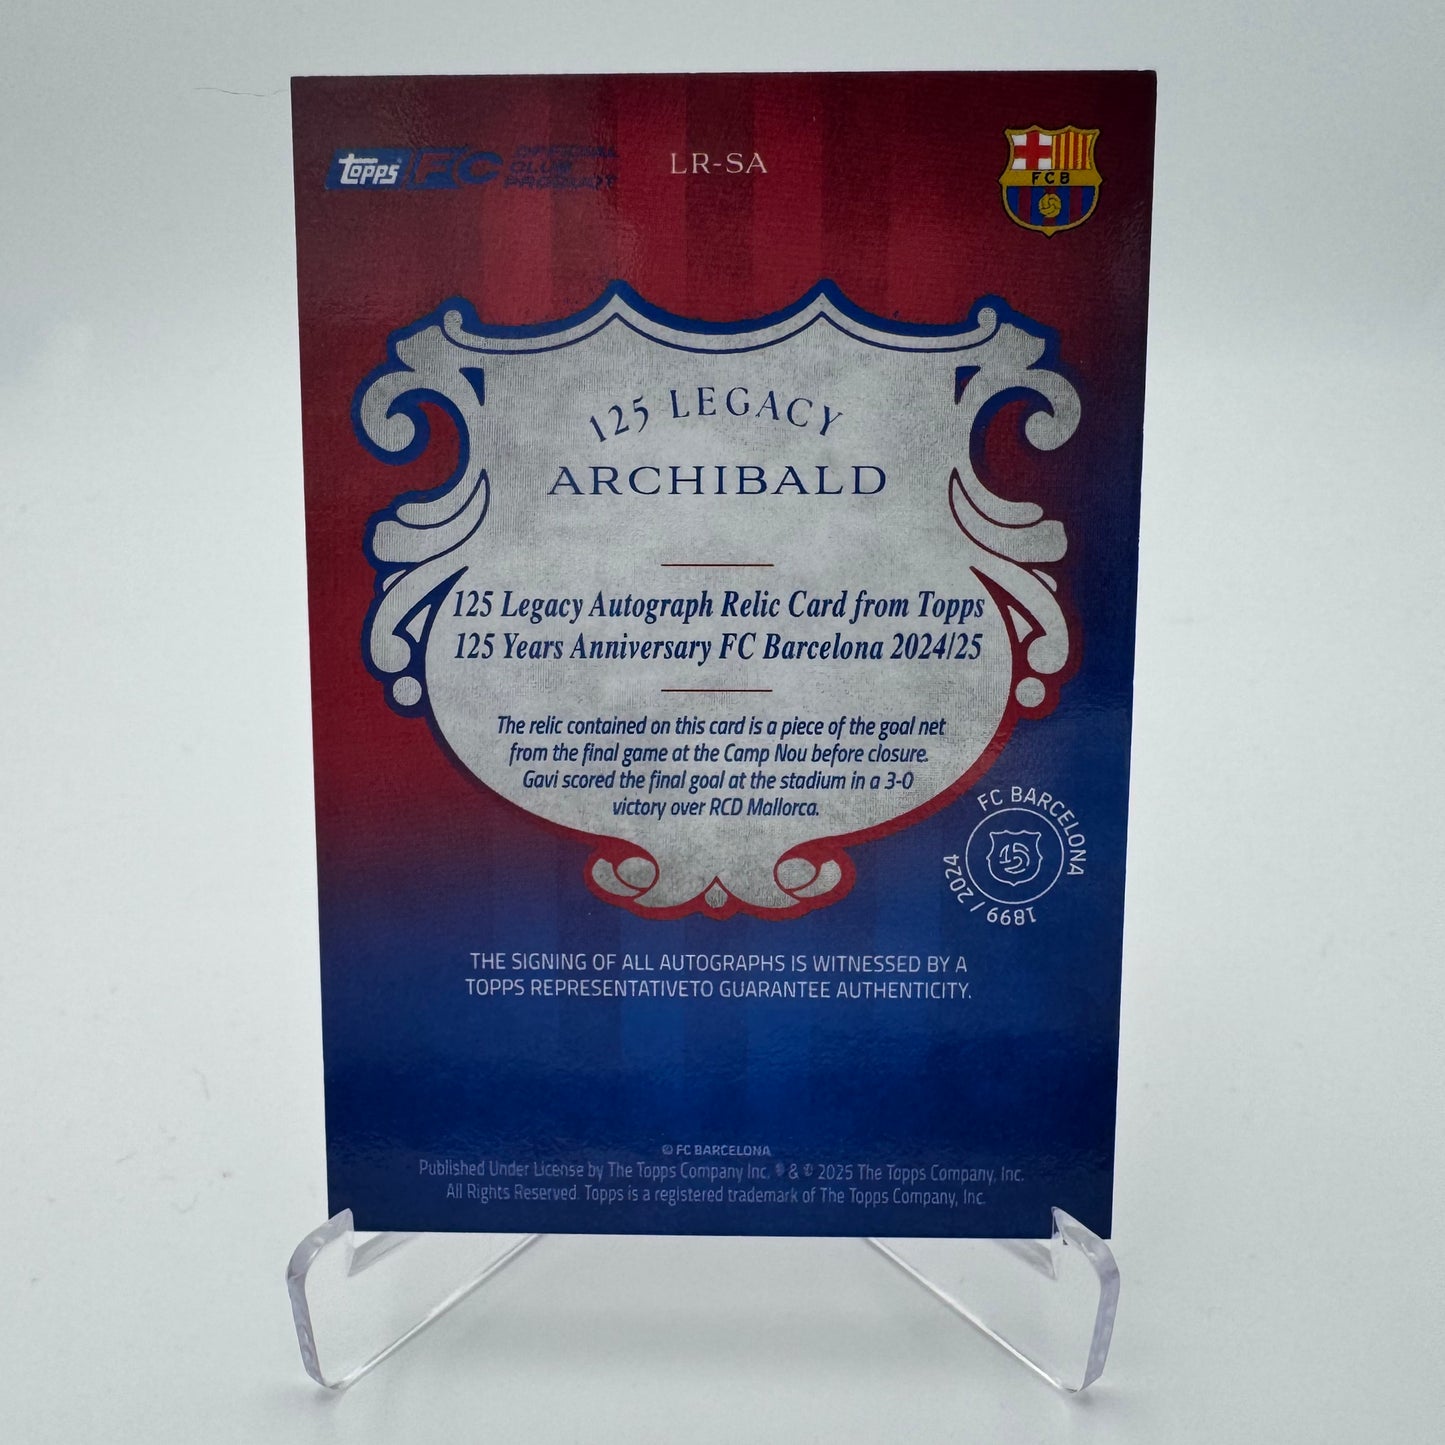 topps FC OFFICIAL
CLUB
PRODUCT
LR-SA
FCB
125 LEGACY
ARCHIBALD
125 Legacy Autograph Relic Card from Topps
125 Years Anniversary FC Barcelona 2024/25
The relic contained on this card is a piece of the goal net
from the final game at the Camp Nou before closure.
Gavi scored the final goal at the stadium in a 3-0
victory over RCD Mallorca.
FC BARCELONA
1899 / 2024
THE SIGNING OF ALL AUTOGRAPHS IS WITNESSED BY A
TOPPS REPRESENTATIVETO GUARANTEE AUTHENTICITY.
© FC BARCELONA
Published Under License by The Topps Company Inc. ® & © 2025 The Topps Company, Inc.
All Rights Reserved. Topps is a registered trademark of The Topps Company, Inc.